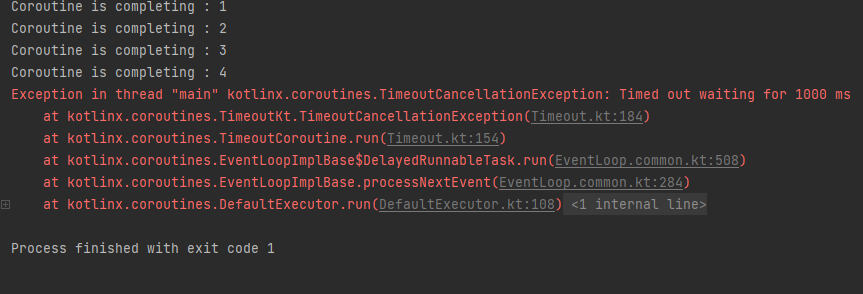 Coroutine is completing : 1
Coroutine is completing : 2
Coroutine is completing : 3
Coroutine is completing : 4
Exception in thread "main" kotlinx.coroutines.TimeoutCancellationException: Timed out waiting for 1000 ms
    at kotlinx.coroutines.TimeoutKt.TimeoutCancellationException(Timeout.kt:184)
    at kotlinx.coroutines.TimeoutCoroutine.run(Timeout.kt:154)
    at kotlinx.coroutines.EventLoopImplBase$DelayedRunnableTask.run(EventLoop.common.kt:508)
    at kotlinx.coroutines.EventLoopImplBase.processNextEvent(EventLoop.common.kt:284)
    at kotlinx.coroutines.DefaultExecutor.run(DefaultExecutor.kt:108) <1 internal line>
Process finished with exit code 1